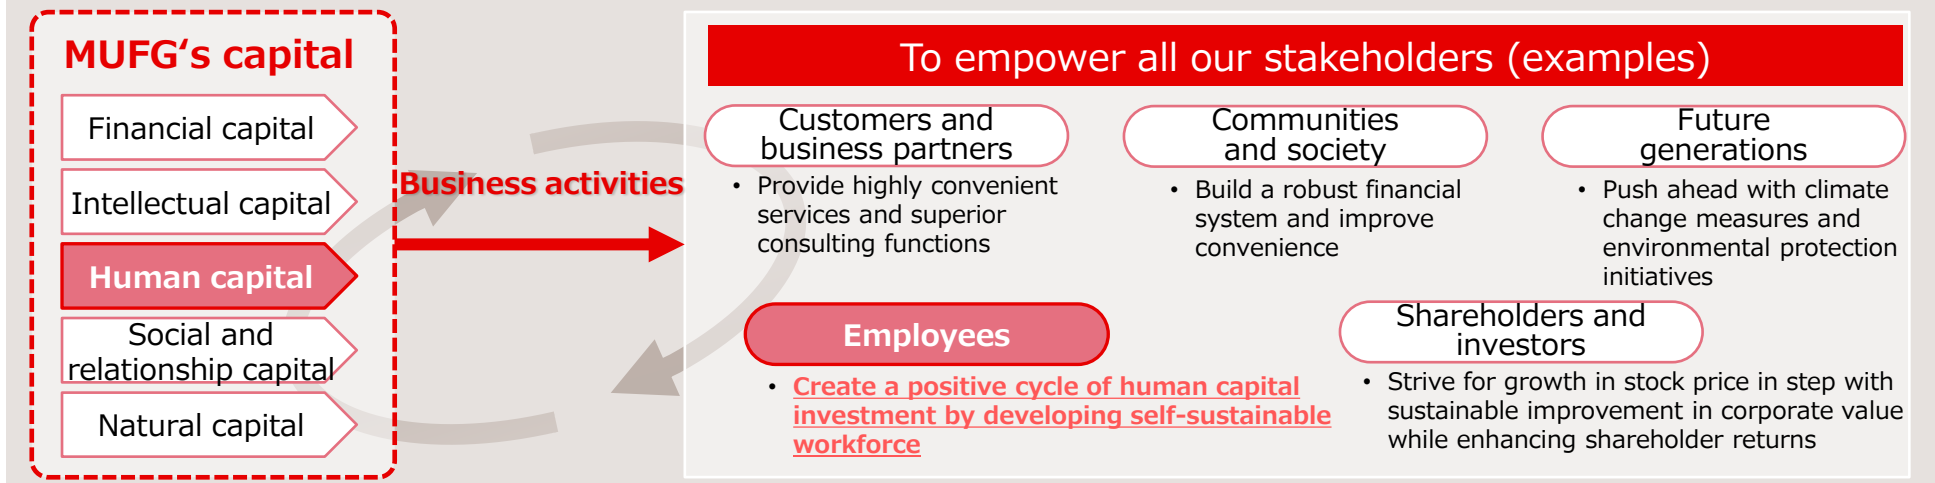 MUFG‘s capital
Financial capital
Intellectual capital
Human capital
Social and
relationship capital
Natural capital
Business activities
To empower all our stakeholders (examples)
Customers and
business partners
• Provide highly convenient
services and superior
consulting functions
Communities
and society
• Build a robust financial
system and improve
convenience
Future
generations
• Push ahead with climate
change measures and
environmental protection
initiatives
Employees
• Create a positive cycle of human capital
investment by developing self-sustainable
workforce
Shareholders and
investors
• Strive for growth in stock price in step with
sustainable improvement in corporate value
while enhancing shareholder returns